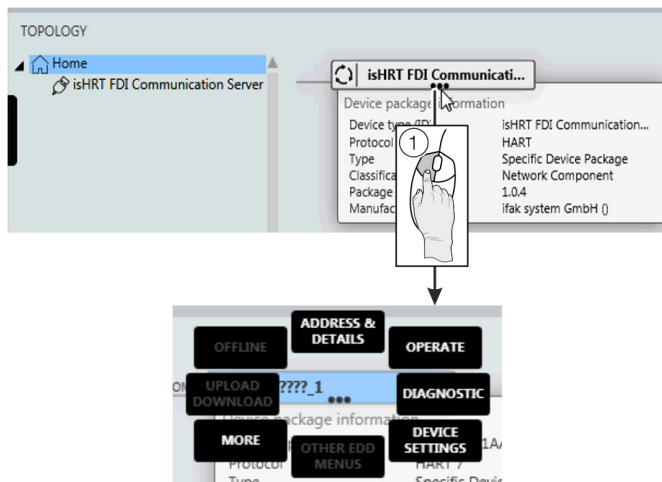 TOPOLOGY
Home
isHRT FDI Communication Server
isHRT FDI Communicati...
Device package information
Device type (ID)
isHRT FDI Communication...
Protocol
HART
Type
Specific Device Package
Classifica
Network Component
Package
1.0.4
Manufac
ifak system GmbH ()
1
ADDRESS &
DETAILS
OFFLINE
OPERATE
UPLOAD
DOWNLOAD
????_1
DIAGNOSTIC
Device package information
MORE
OTHER EDD
MENUS
DEVICE
SETTINGS
1A
Protocol
HART 7
Type
Specific Devic